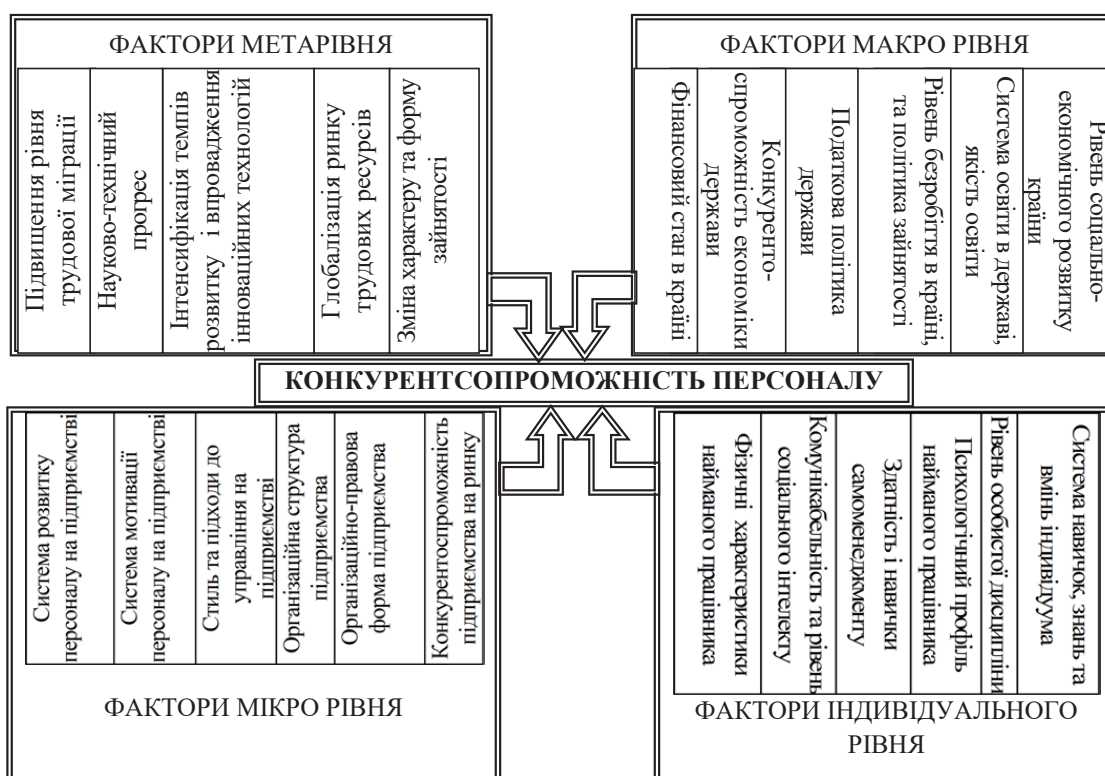 ФАКТОРИ МЕТАРІВНЯ
Підвищення рівня
трудової міграції
Науково-технічний
прогрес
Інтенсифікація темпів
розвитку і впровадження
інноваційних технологій
Глобалізація ринку
трудових ресурсів
Зміна характеру та форму
зайнятості
ФАКТОРИ МАКРО РІВНЯ
Фінансовий стан в країні
Конкуренто-
спроможність економіки
держави
Податкова політика
держави
Рівень безробіття в країні,
та політика зайнятості
Система освіти в державі,
якість освіти
Рівень соціально-
економічного розвитку
країни
КОНКУРЕНТСОПРОМОЖНІСТЬ ПЕРСОНАЛУ
Система розвитку
персоналу на підприємстві
Система мотивації
персоналу на підприємстві
Стиль та підходи до
управління на
підприємстві
Організаційна структура
підприємства
Організаційно-правова
форма підприємства
Конкурентоспроможність
підприємства на ринку
ФАКТОРИ МІКРО РІВНЯ
Фізичні характеристики
найманого працівника
Комунікабельність та рівень
соціального інтелекту
Здатність і навички
самоменеджменту
Психологічний профіль
найманого працівника
Рівень особистої дисципліни
Система навичок, знань та
вмінь індивідуума
ФАКТОРИ ІНДИВІДУАЛЬНОГО
РІВНЯ